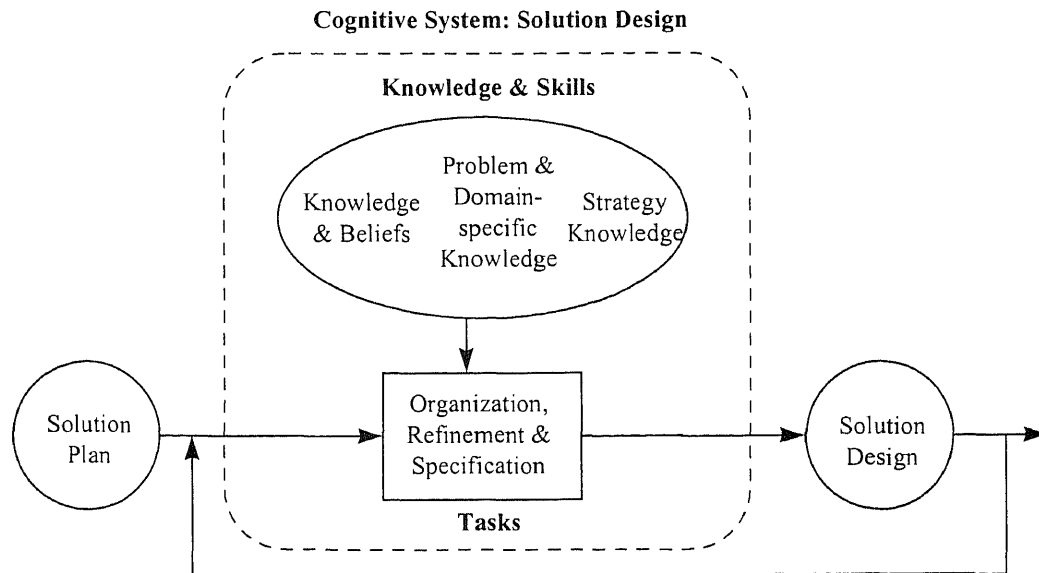 Cognitive System: Solution Design
Knowledge & Skills
Knowledge
& Beliefs
Problem &
Domain-
specific
Knowledge
Strategy
Knowledge
Solution
Plan
Organization,
Refinement &
Specification
Solution
Design
Tasks